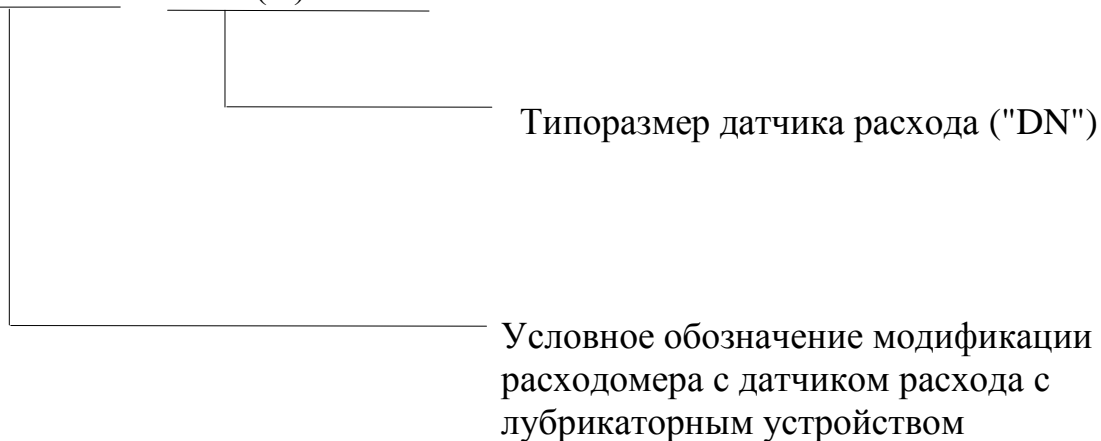 Типоразмер датчика расхода ("DN")
Условное обозначение модификации
расходомера с датчиком расхода с
лубрикаторным устройством